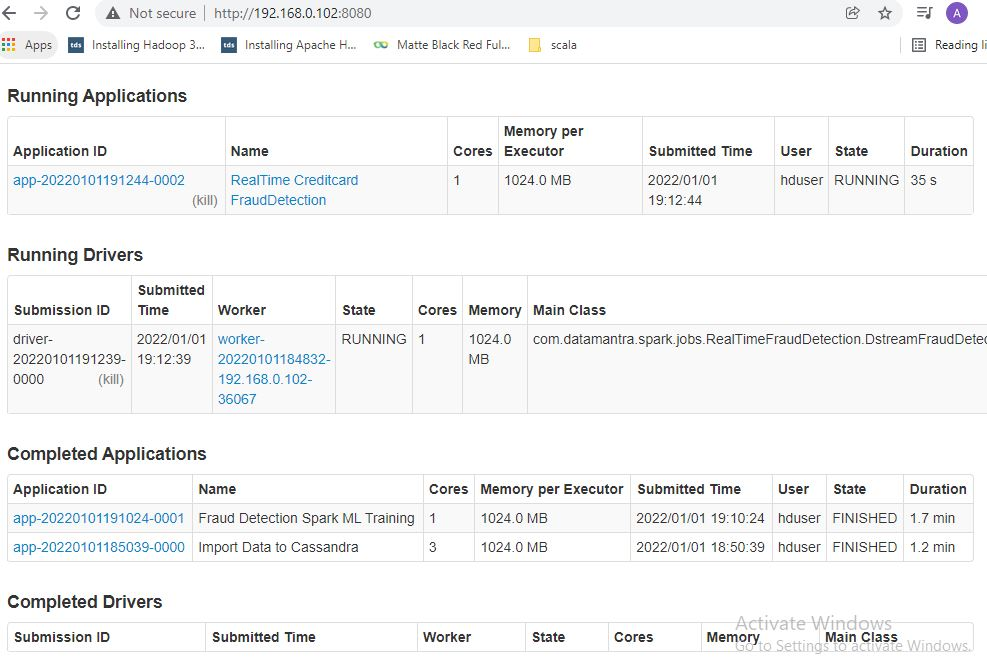 Not secure | http://192.168.0.102:8080
A
Apps
tds Installing Hadoop 3...
tds Installing Apache H...
Matte Black Red Ful...
scala
Reading li
Running Applications
Application ID Name Cores Memory per Executor Submitted Time User State Duration
app-20220101191244-0002 (kill) RealTime Creditcard FraudDetection 1 1024.0 MB 2022/01/01 19:12:44 hduser RUNNING 35 s
Running Drivers
Submission ID Submitted Time Worker State Cores Memory Main Class
driver-20220101191239-0000 (kill) 2022/01/01 19:12:39 worker-20220101184832-192.168.0.102-36067 RUNNING 1 1024.0 MB com.datamantra.spark.jobs.RealTimeFraudDetection.DstreamFraudDetec
Completed Applications
Application ID Name Cores Memory per Executor Submitted Time User State Duration
app-20220101191024-0001 Fraud Detection Spark ML Training 1 1024.0 MB 2022/01/01 19:10:24 hduser FINISHED 1.7 min
app-20220101185039-0000 Import Data to Cassandra 3 1024.0 MB 2022/01/01 18:50:39 hduser FINISHED 1.2 min
Completed Drivers
Submission ID Submitted Time Worker State Cores Memory Main Class
Activate Windows
Go to Settings to activate Windows.